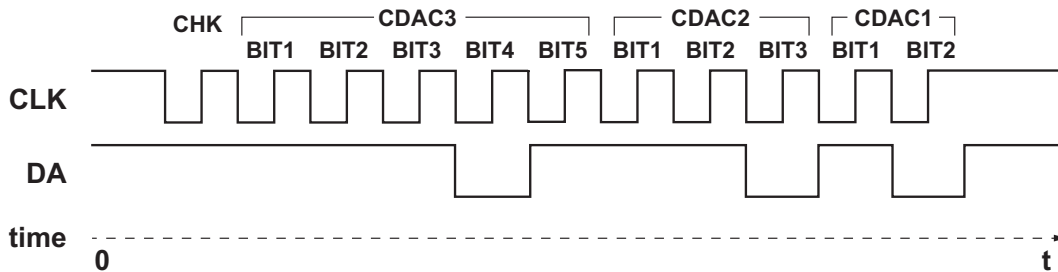 CHK CDAC3 CDAC2 CDAC1
BIT1 BIT2 BIT3 BIT4 BIT5 BIT1 BIT2 BIT3 BIT1 BIT2
CLK
DA
time
0 t